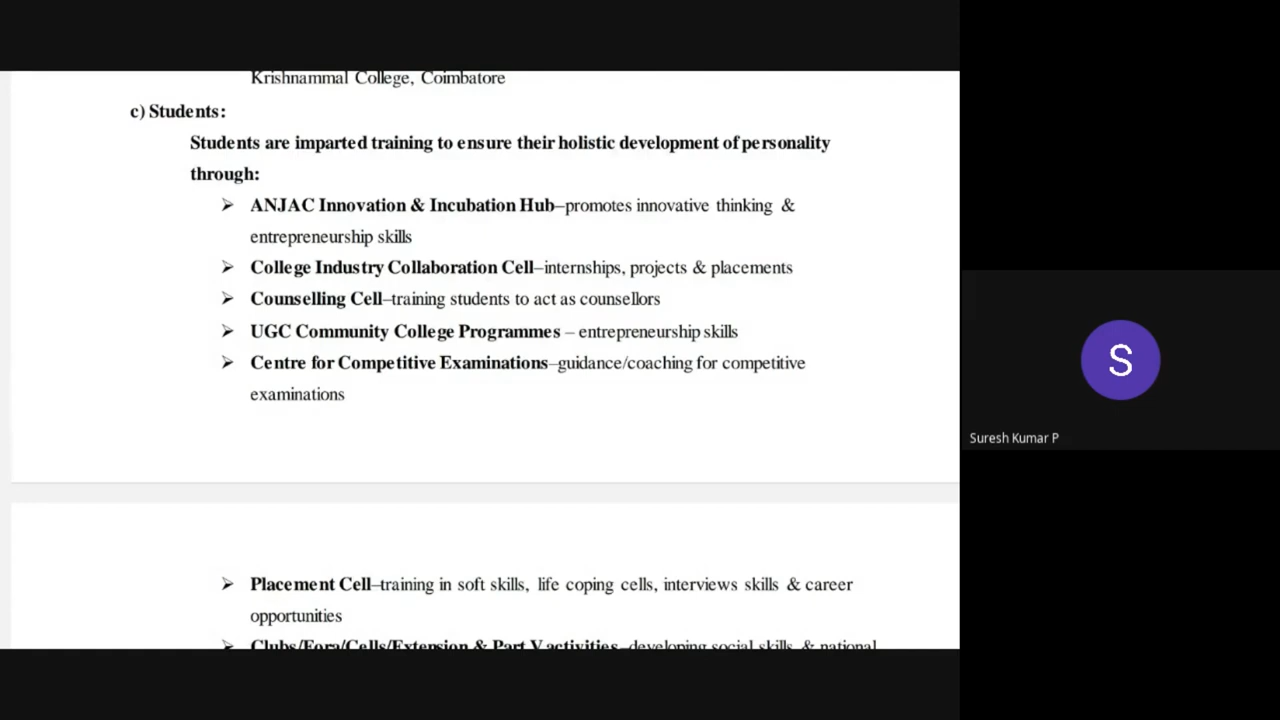 Krishnammal College, Coimbatore
c) Students:
Students are imparted training to ensure their holistic development of personality
through:
➢ ANJAC Innovation & Incubation Hub–promotes innovative thinking &
entrepreneurship skills
➢ College Industry Collaboration Cell–internships, projects & placements
➢ Counselling Cell–training students to act as counsellors
➢ UGC Community College Programmes – entrepreneurship skills
➢ Centre for Competitive Examinations–guidance/coaching for competitive
examinations
➢ Placement Cell–training in soft skills, life coping cells, interviews skills & career
opportunities
➢ Clubs/Fora/Cells/Extension & Part V activities–developing social skills & national
S
Suresh Kumar P